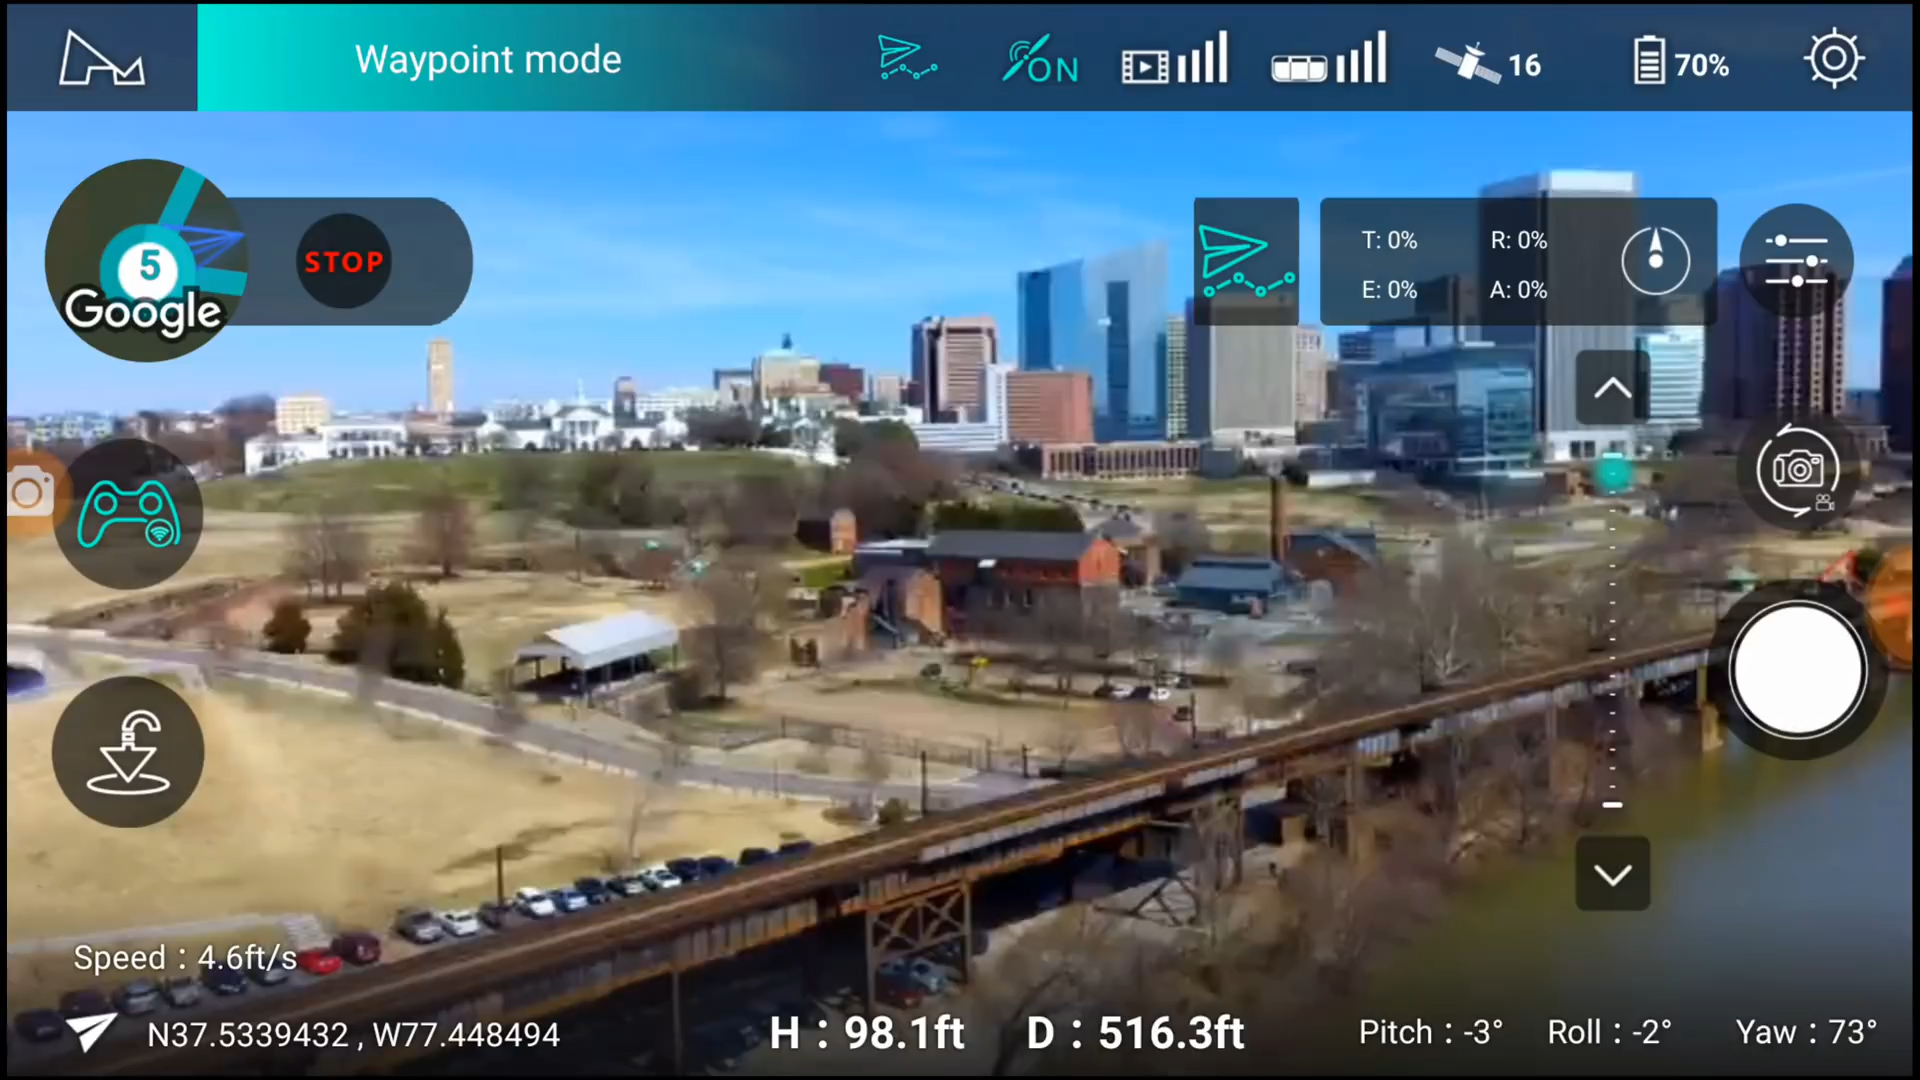 Waypoint mode
ON
16
70%
5
Google
STOP
T: 0% R: 0%
E: 0% A: 0%
Speed : 4.6ft/s
N37.5339432 , W77.448494
H : 98.1ft D : 516.3ft
Pitch : -3° Roll : -2° Yaw : 73°